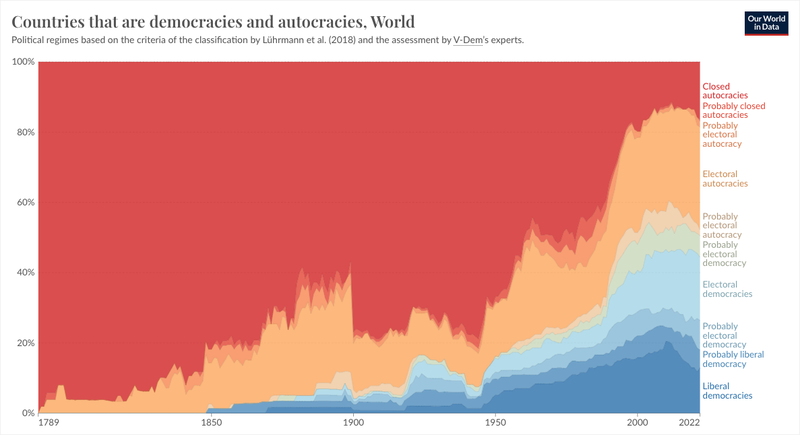 Countries that are democracies and autocracies, World
Political regimes based on the criteria of the classification by Lührmann et al. (2018) and the assessment by V-Dem's experts.
Our World
in Data
100%
80%
60%
40%
20%
0%
1789
1850
1900
1950
2000
2022
Closed
autocracies
Probably closed
autocracies
Probably
electoral
autocracy
Electoral
autocracies
Probably
electoral
autocracy
Probably
electoral
democracy
Electoral
democracies
Probably
electoral
democracy
Probably liberal
democracy
Liberal
democracies